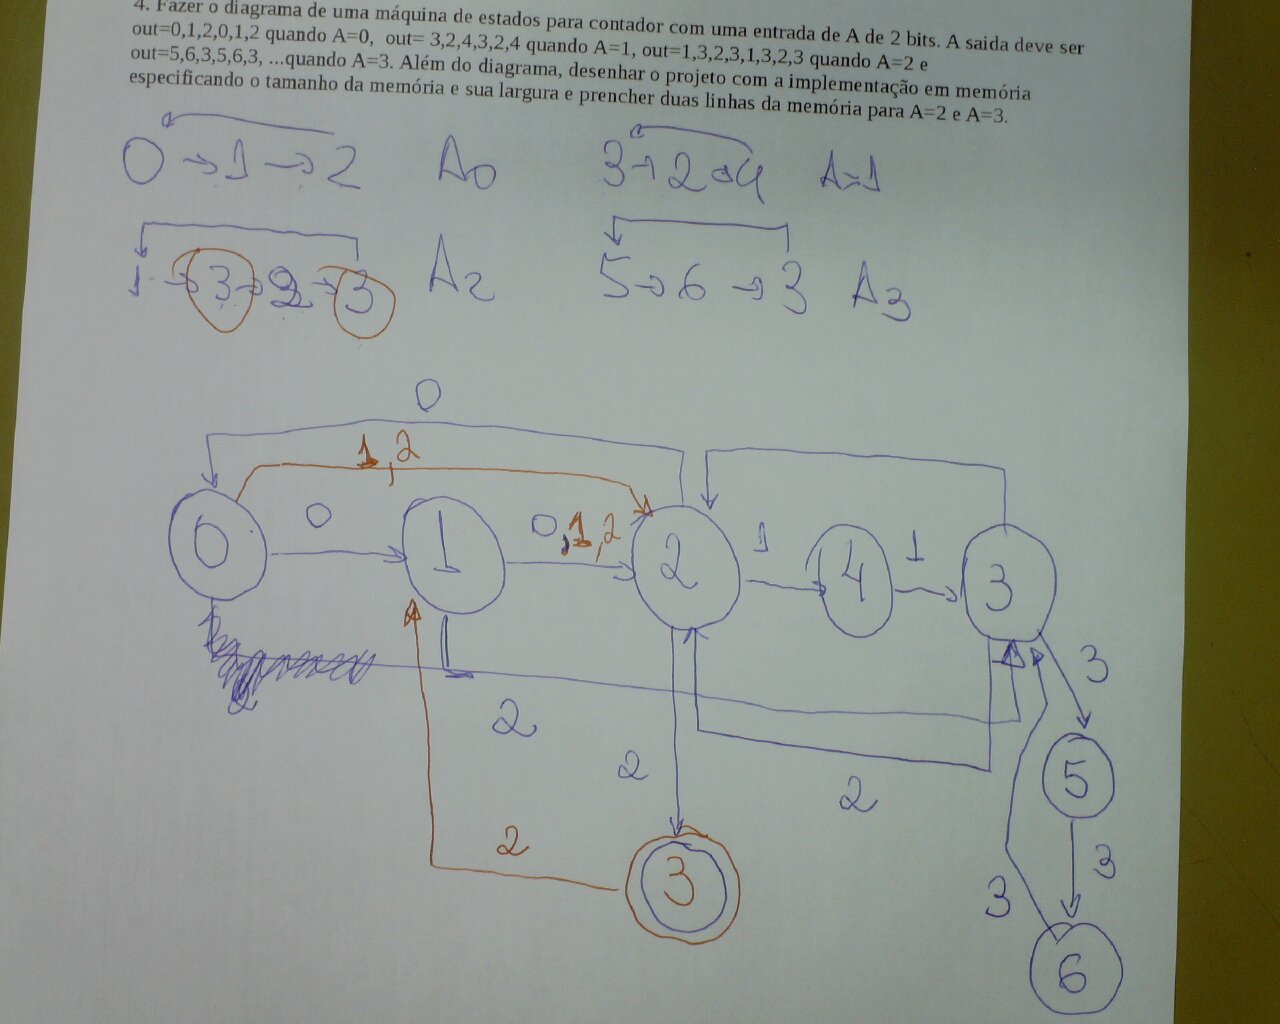 4. Fazer o diagrama de uma máquina de estados para contador com uma entrada de A de 2 bits. A saida deve ser
out=0,1,2,0,1,2 quando A=0, out= 3,2,4,3,2,4 quando A=1, out=1,3,2,3,1,3,2,3 quando A=2 e
out=5,6,3,5,6,3, ...quando A=3. Além do diagrama, desenhar o projeto com a implementação em memória
especificando o tamanho da memória e sua largura e prencher duas linhas da memória para A=2 e A=3.
0 → 1 → 2 A0 3 → 2 → 4 A=1
1 → 3 → 2 → 3 A2 5 → 6 → 3 A3
0
1,2
0 0 1 0,1,2 2 1 4 1 3
3
2
2 2 5
2 3 3
3
6